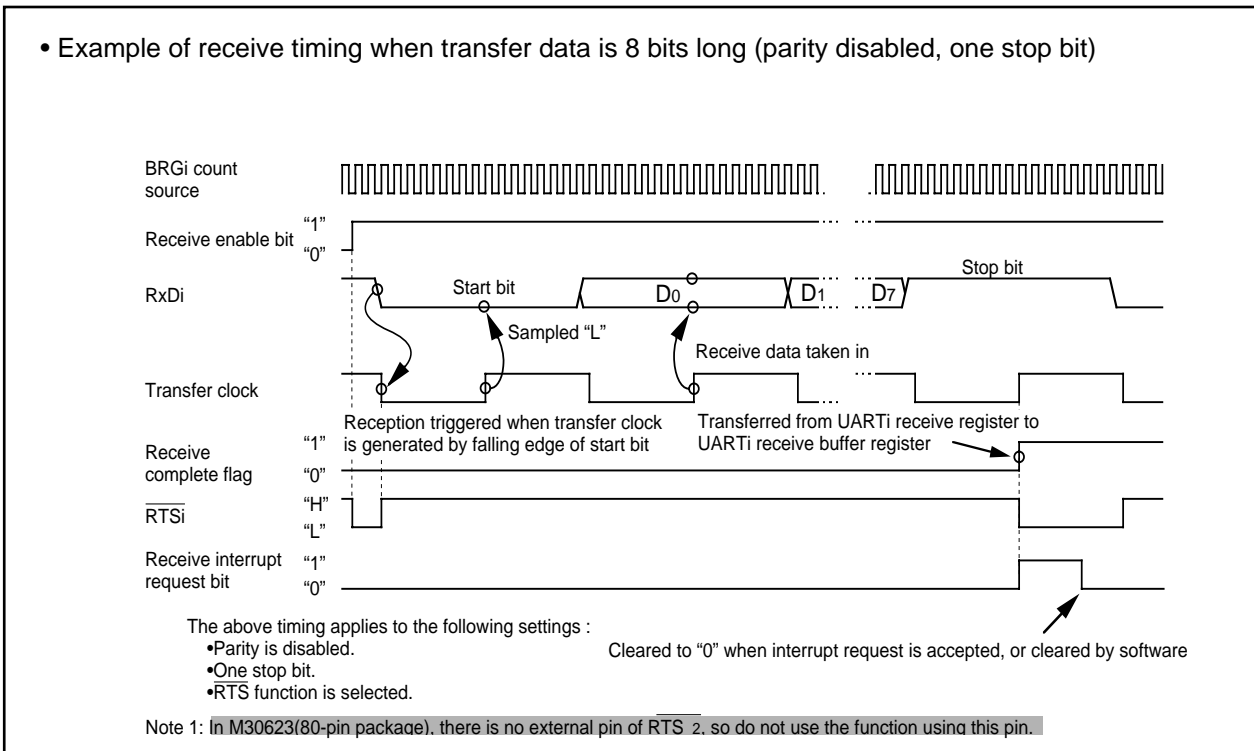 • Example of receive timing when transfer data is 8 bits long (parity disabled, one stop bit)
BRGi count
source
Receive enable bit
“1”
“0”
RxDi
Start bit
D0
D1
D7
Stop bit
Sampled “L”
Receive data taken in
Transfer clock
Reception triggered when transfer clock
is generated by falling edge of start bit
Transferred from UARTi receive register to
UARTi receive buffer register
Receive
complete flag
“1”
“0”
RTSi
“H”
“L”
Receive interrupt
request bit
“1”
“0”
The above timing applies to the following settings :
•Parity is disabled.
•One stop bit.
•RTS function is selected.
Cleared to “0” when interrupt request is accepted, or cleared by software
Note 1: In M30623(80-pin package), there is no external pin of RTS 2, so do not use the function using this pin.